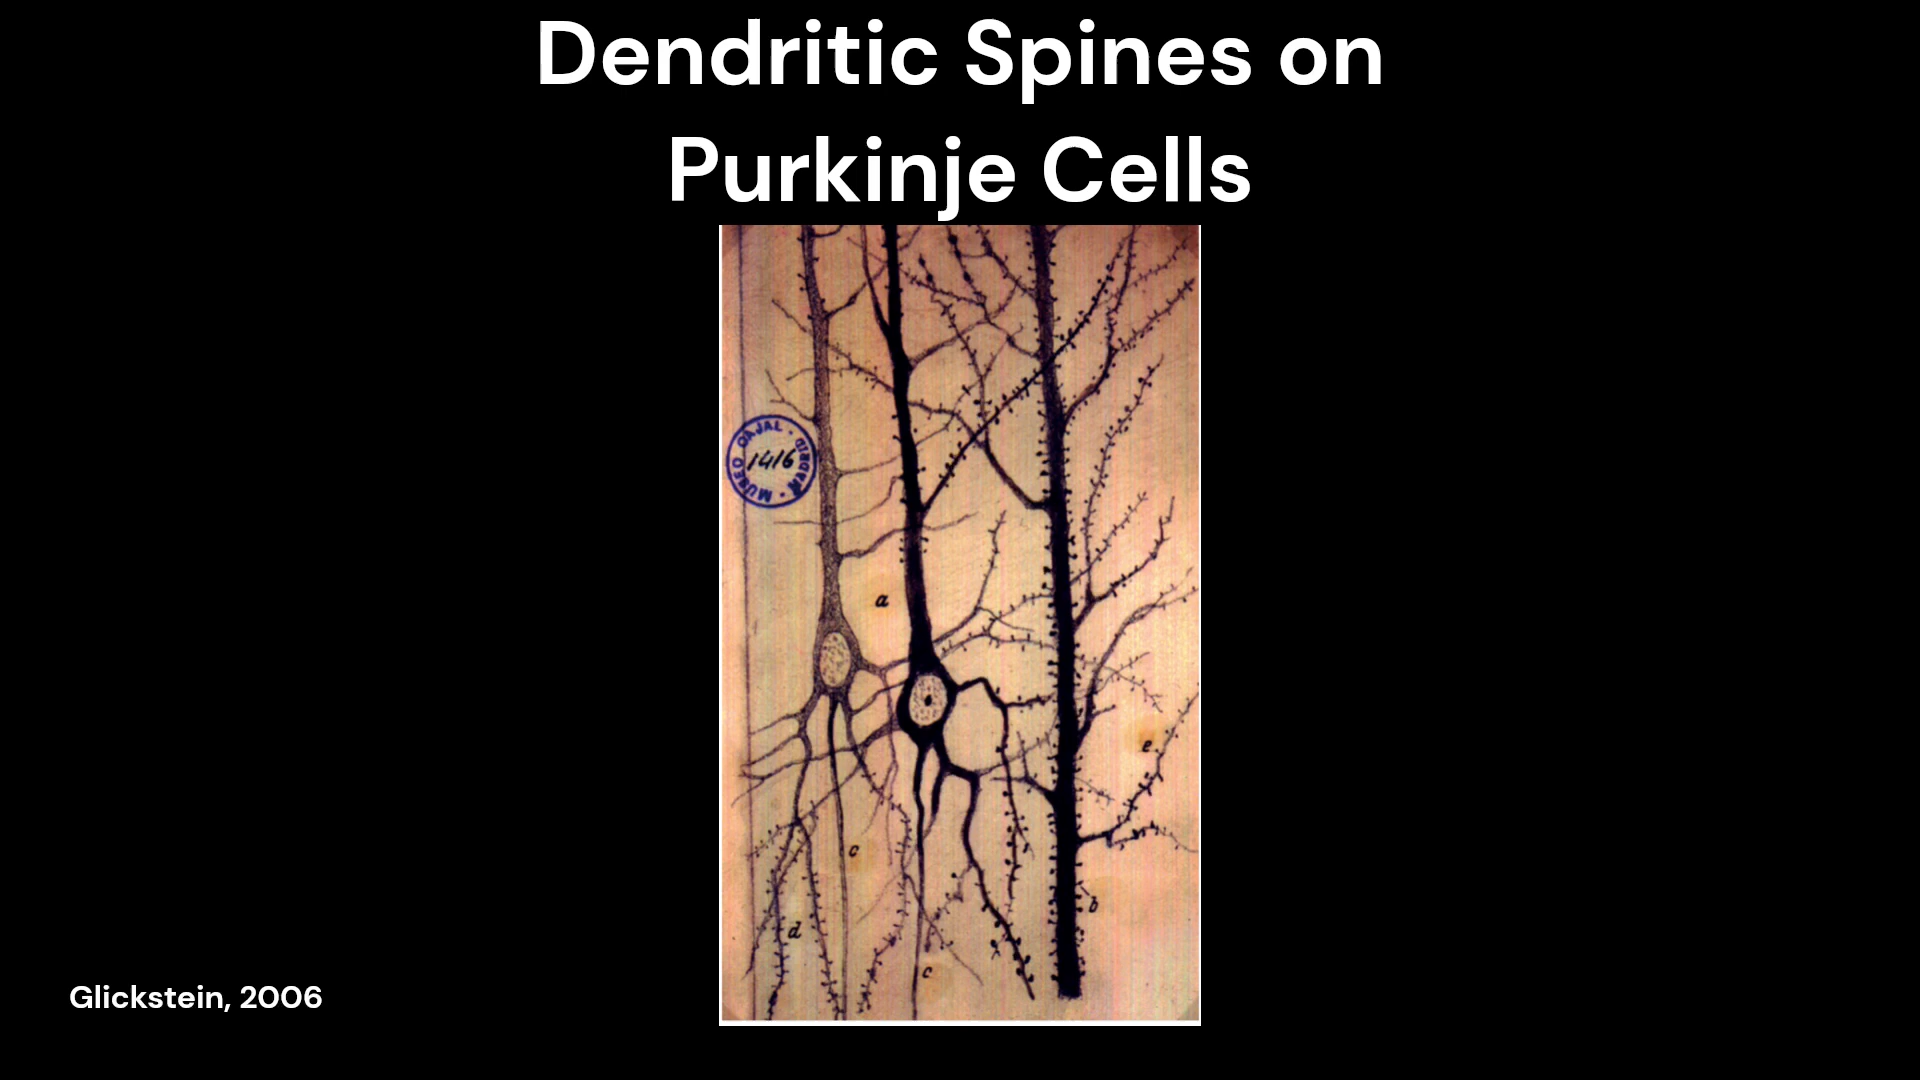 Dendritic Spines on
Purkinje Cells
MUSEO CAJAL · MADRID ·
1416
a
e
c
b
d
c
Glickstein, 2006